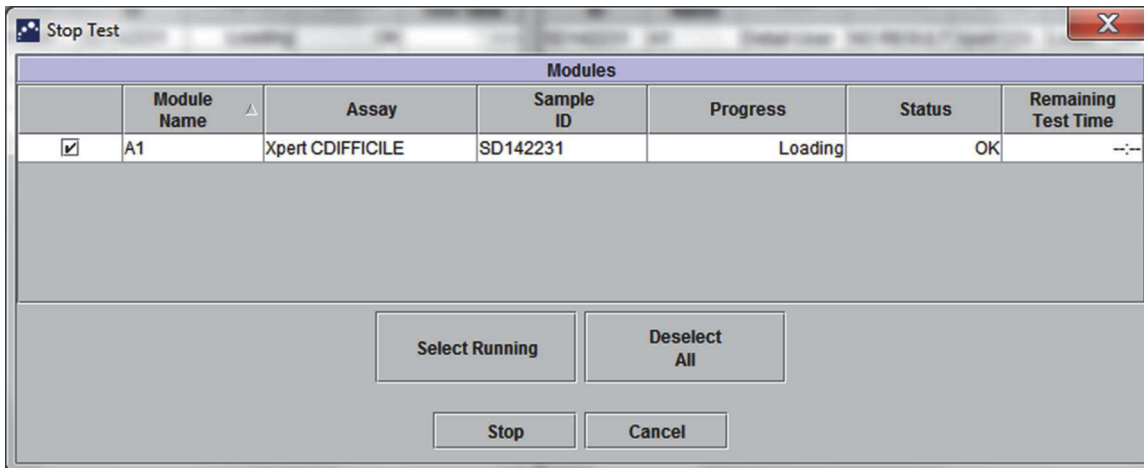 Stop Test
Modules
Module Name Assay Sample ID Progress Status Remaining Test Time
A1 Xpert CDIFFICILE SD142231 Loading OK --:--
Select Running Deselect All
Stop Cancel